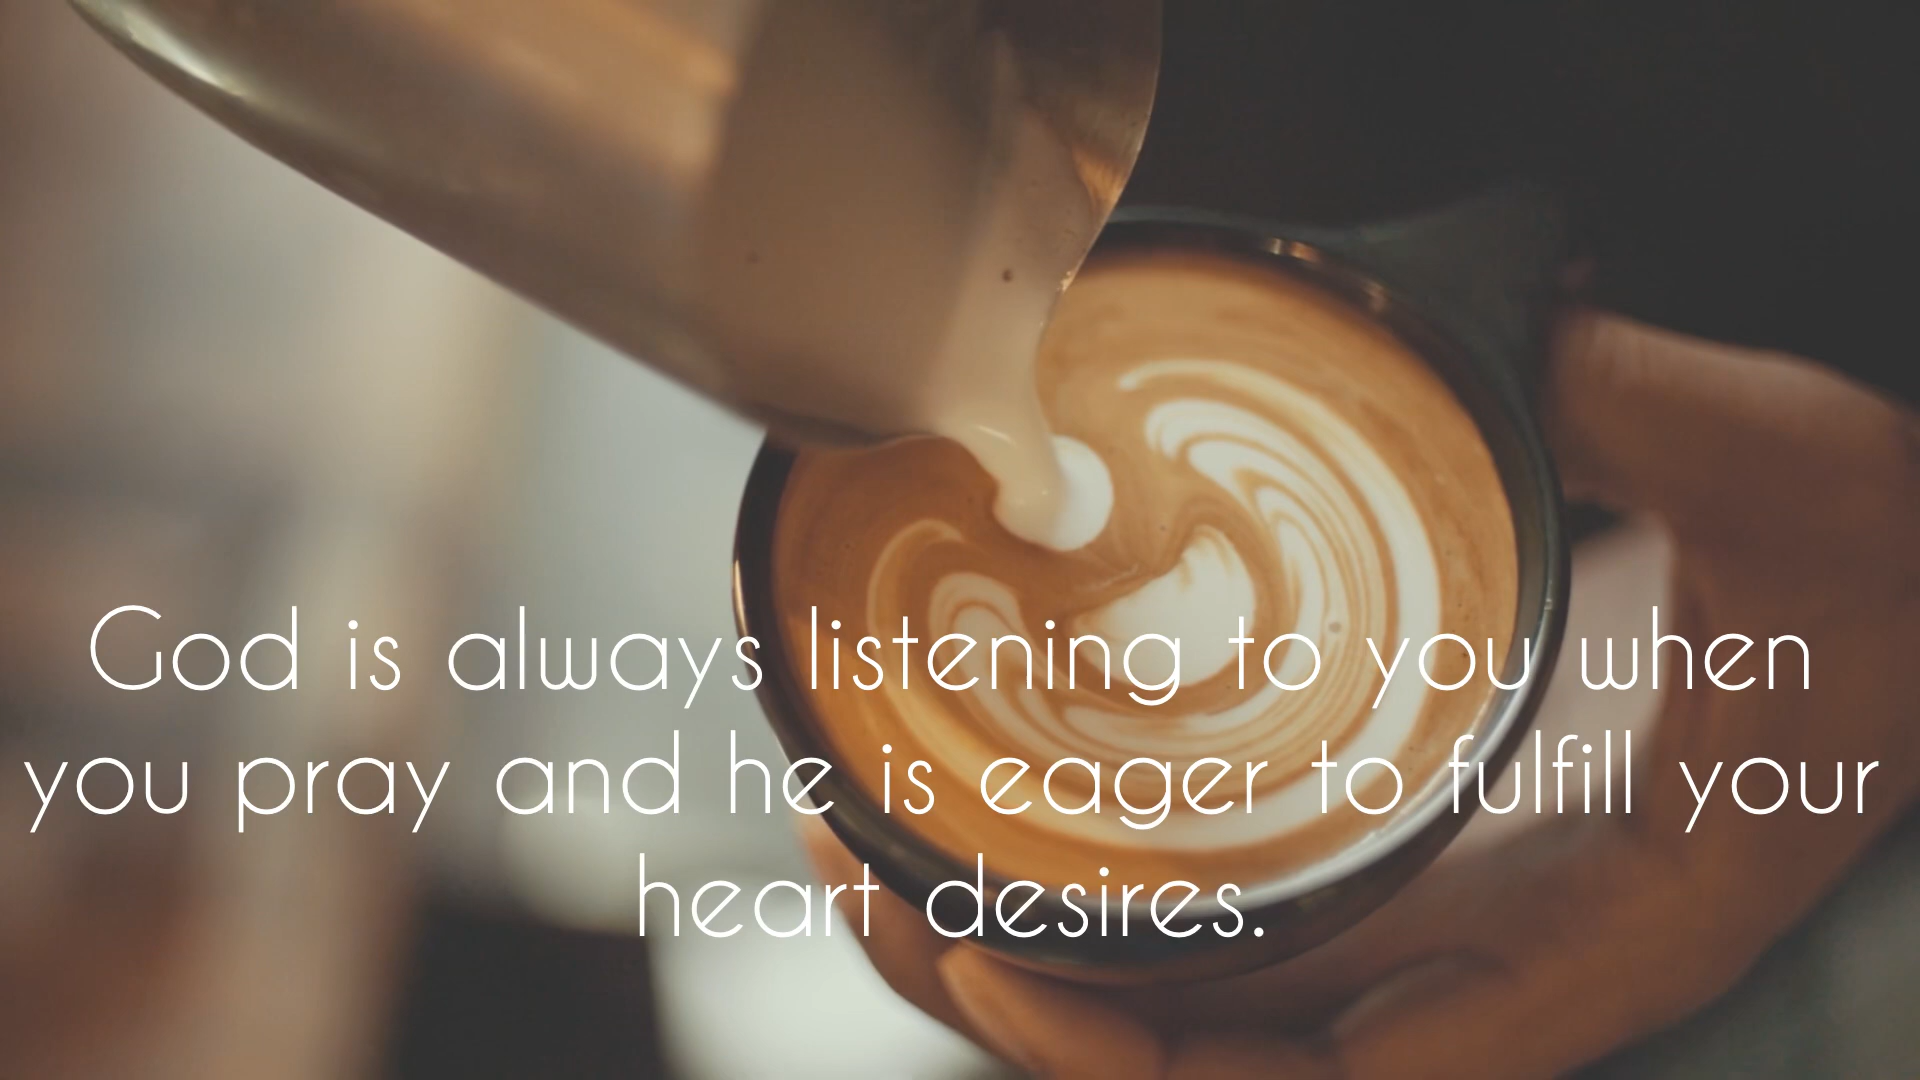 God is always listening to you when
you pray and he is eager to fulfill your
heart desires.